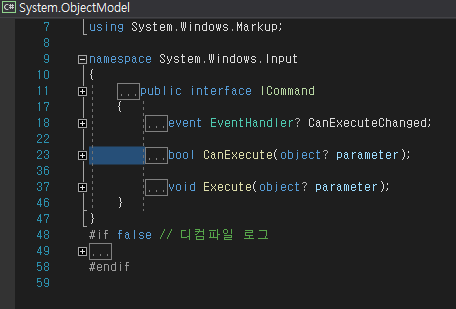 C# System.ObjectModel
7 using System.Windows.Markup;
8
9 namespace System.Windows.Input
10 {
11 ... public interface ICommand
17 {
18 ... event EventHandler? CanExecuteChanged;
22
23 ... bool CanExecute(object? parameter);
36
37 ... void Execute(object? parameter);
46 }
47 }
48 #if false // 디컴파일 로그
49 ...
58 #endif
59